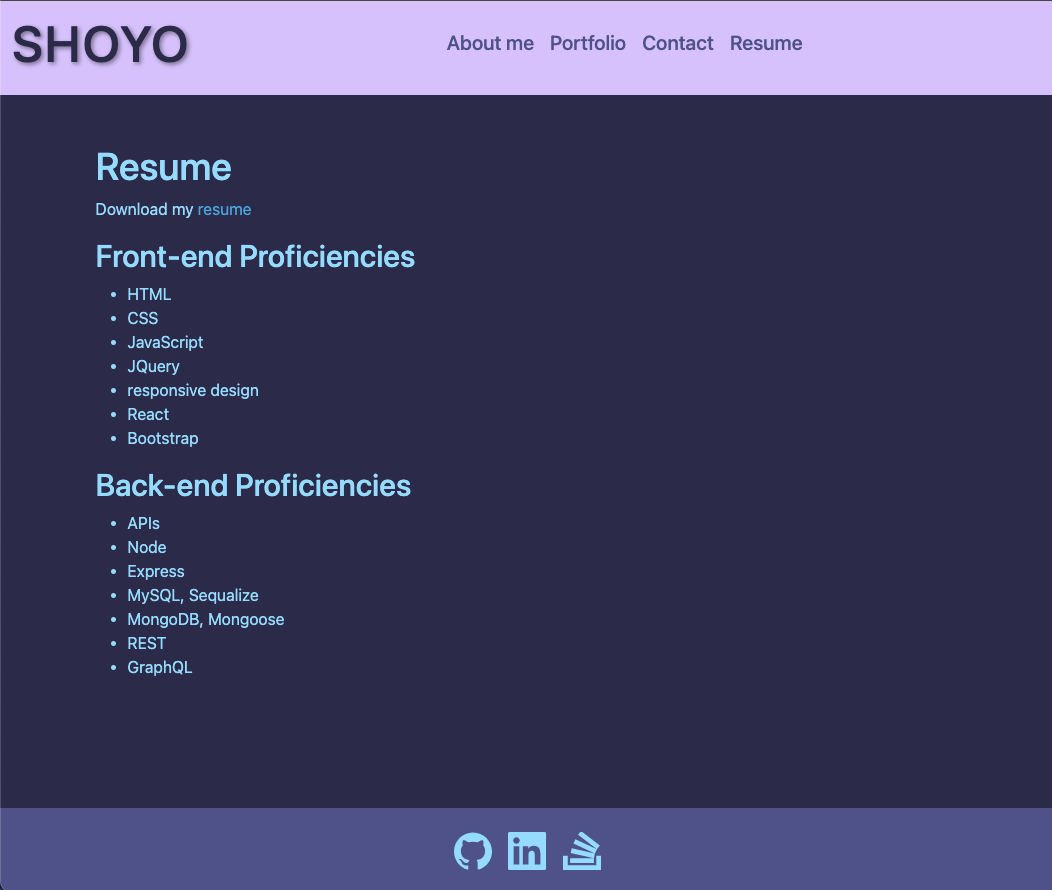 SHOYO
About me Portfolio Contact Resume
Resume
Download my resume
Front-end Proficiencies
HTML
CSS
JavaScript
JQuery
responsive design
React
Bootstrap
Back-end Proficiencies
APIs
Node
Express
MySQL, Sequalize
MongoDB, Mongoose
REST
GraphQL
in